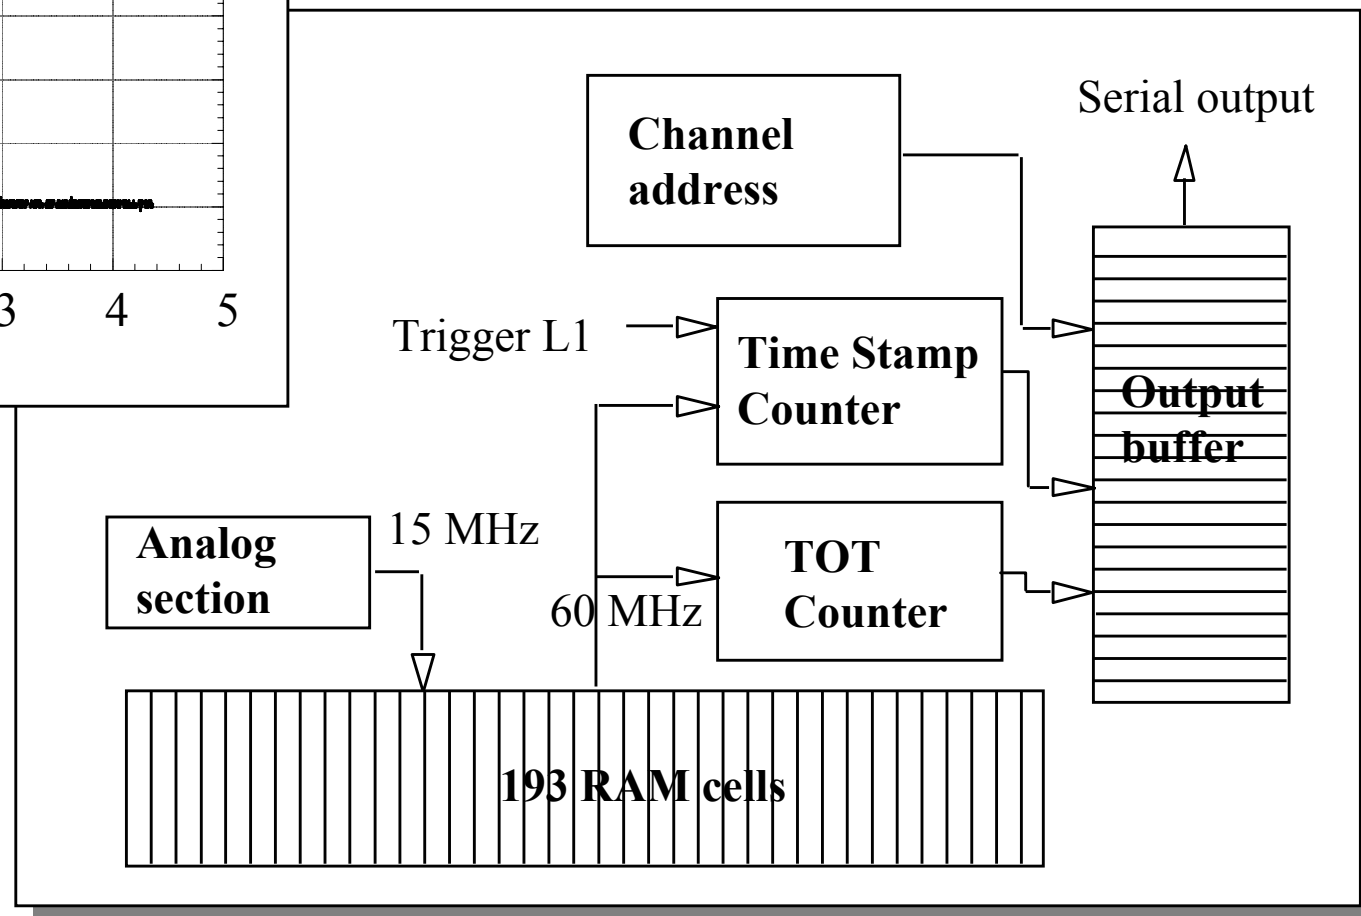 3 4 5
Channel
address
Serial output
Trigger L1
Time Stamp
Counter
Output
buffer
Analog
section
15 MHz
60 MHz
TOT
Counter
193 RAM cells